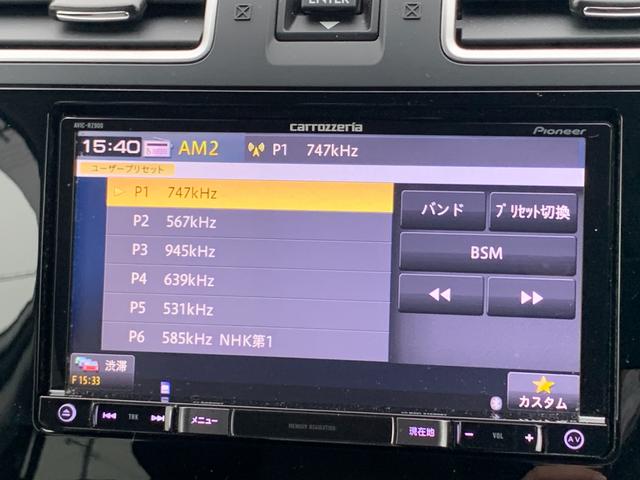 ENTER
AVIC-RZ900
carrozzeria
Pioneer
15:40 AM2 P1 747kHz
ユーザープリセット
P1 747kHz
P2 567kHz
P3 945kHz
P4 639kHz
P5 531kHz
P6 585kHz NHK第1
バンド
プリセット切換
BSM
渋滞
F 15:33
カスタム
TRK
メニュー
MEMORY NAVIGATION
現在地
− VOL +
AV